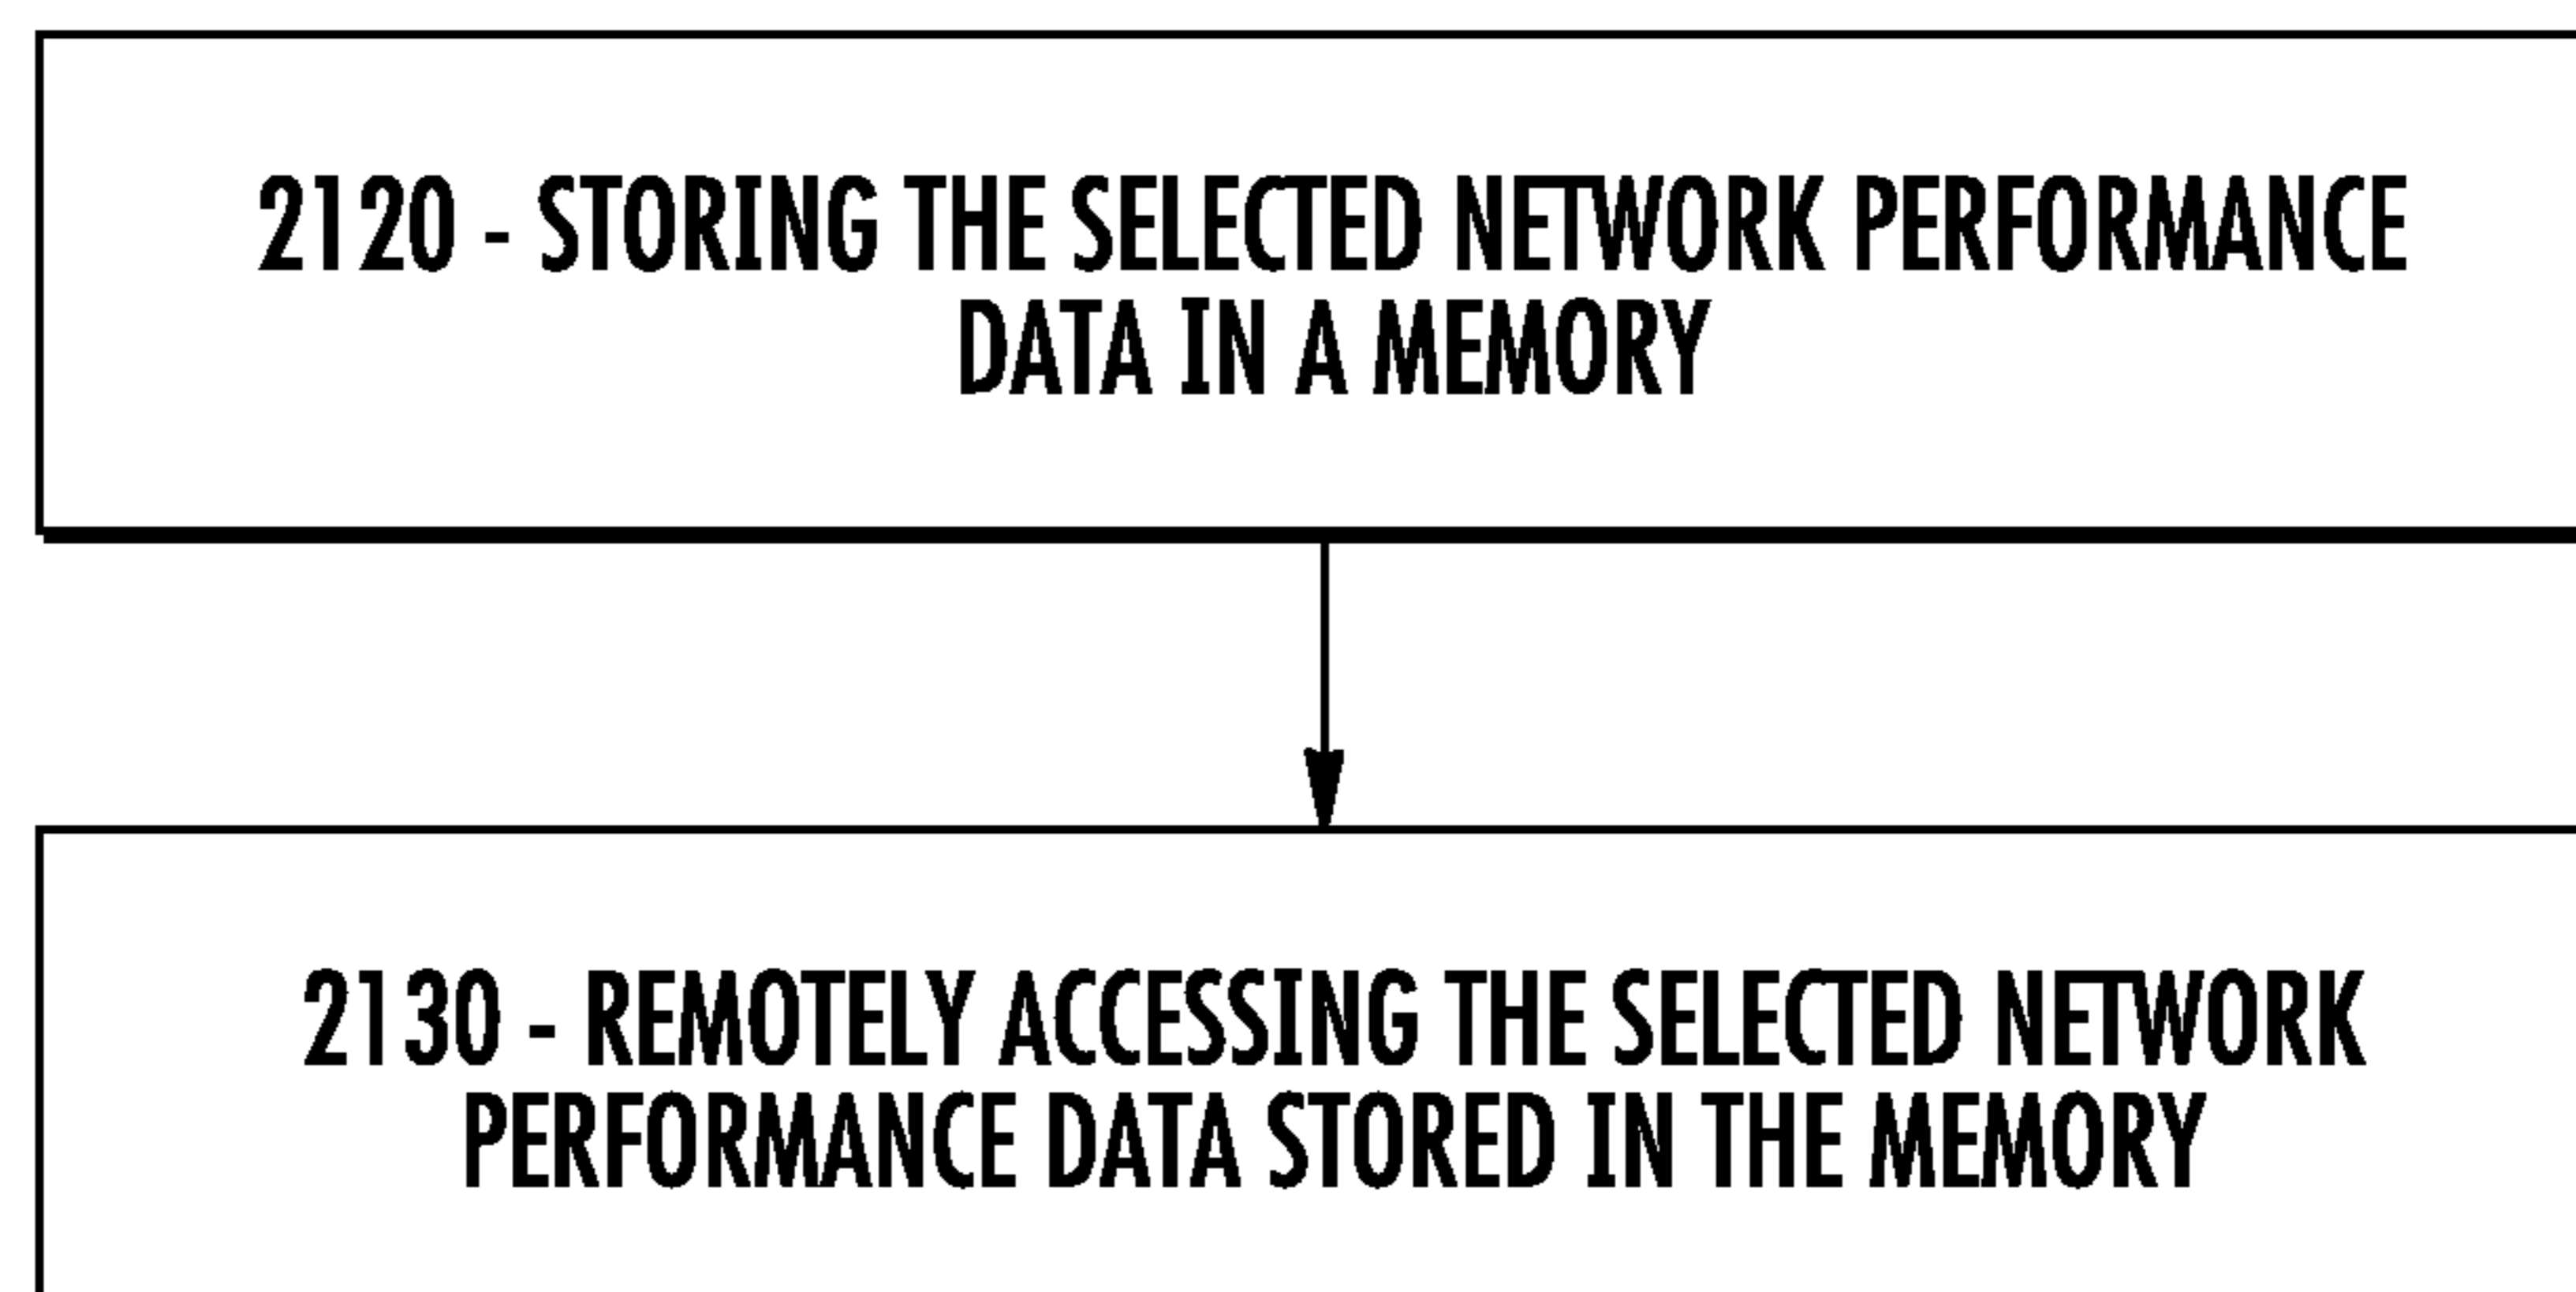 2120 - STORING THE SELECTED NETWORK PERFORMANCE
DATA IN A MEMORY
2130 - REMOTELY ACCESSING THE SELECTED NETWORK
PERFORMANCE DATA STORED IN THE MEMORY